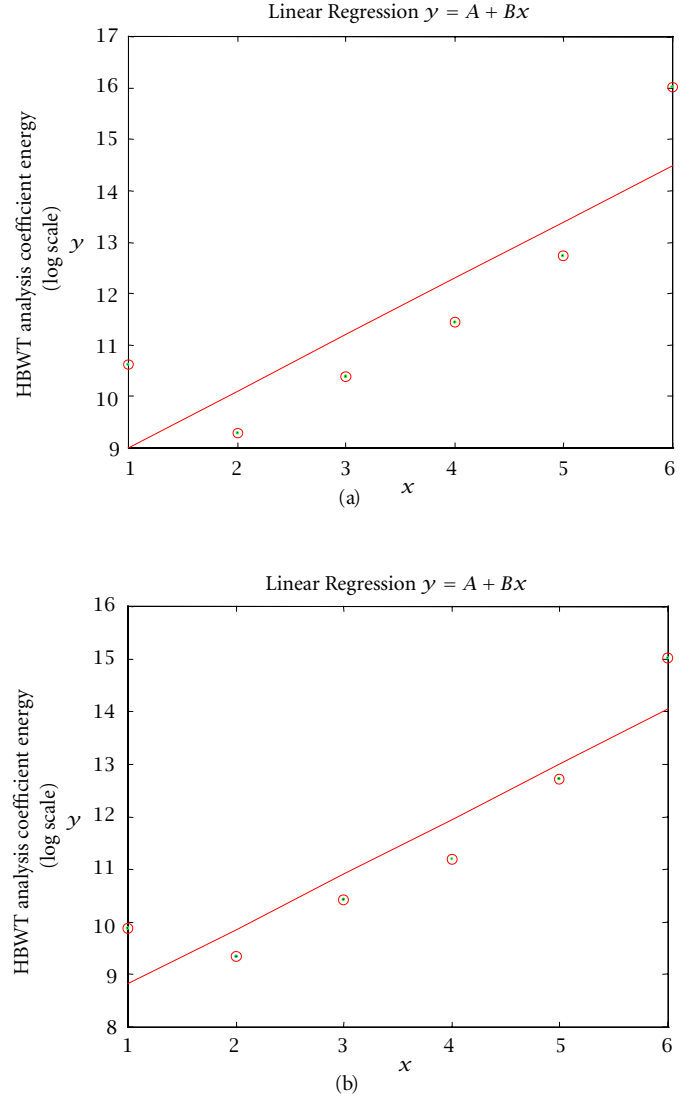 Linear Regression y = A + Bx
17
16
15
14
13
12
11
10
9
HBWT analysis coefficient energy
(log scale)
y
1 2 3 4 5 6
x
(a)
Linear Regression y = A + Bx
16
15
14
13
12
11
10
9
8
HBWT analysis coefficient energy
(log scale)
y
1 2 3 4 5 6
x
(b)